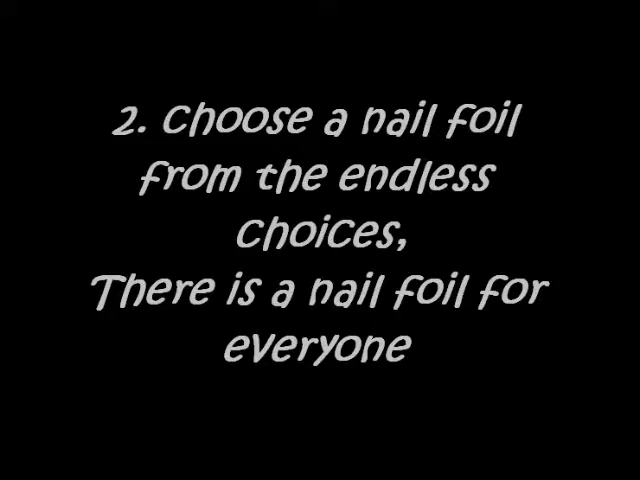 2. Choose a nail foil
from the endless
choices,
There is a nail foil for
everyone